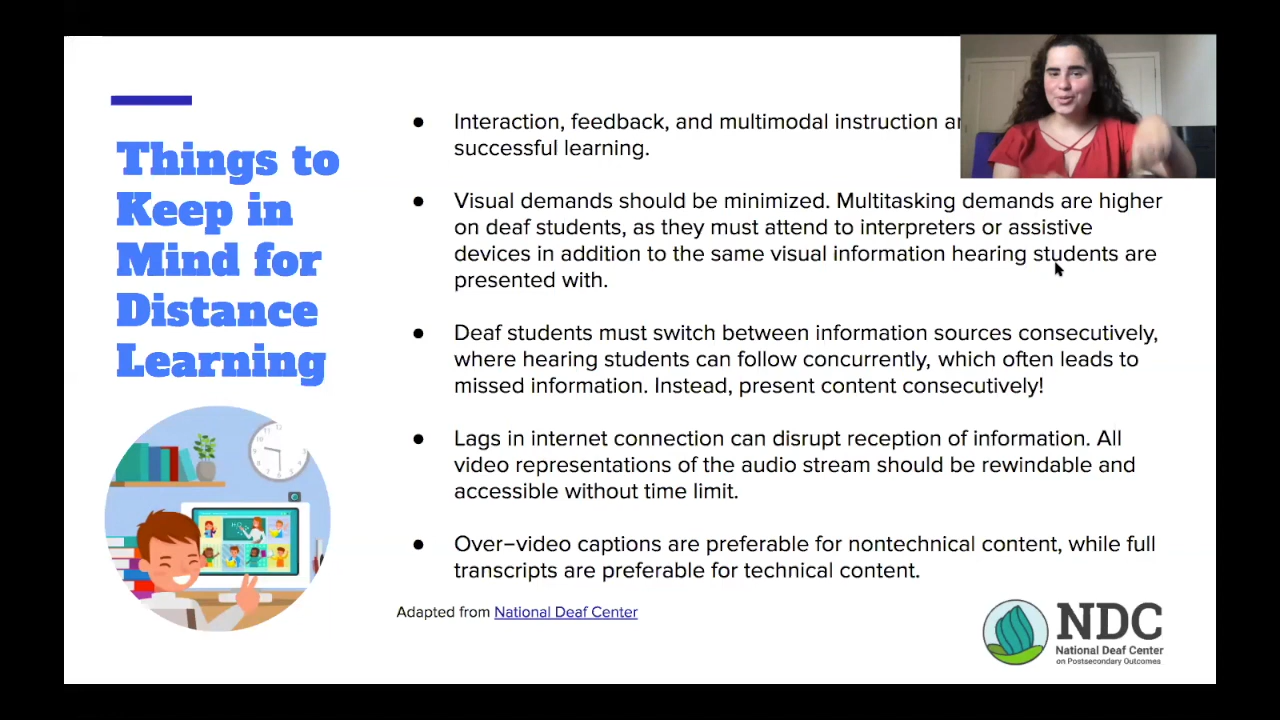 Things to
Keep in
Mind for
Distance
Learning
Interaction, feedback, and multimodal instruction
successful learning.
Visual demands should be minimized. Multitasking demands are higher
on deaf students, as they must attend to interpreters or assistive
devices in addition to the same visual information hearing students are
presented with.
Deaf students must switch between information sources consecutively,
where hearing students can follow concurrently, which often leads to
missed information. Instead, present content consecutively!
Lags in internet connection can disrupt reception of information. All
video representations of the audio stream should be rewindable and
accessible without time limit.
Over-video captions are preferable for nontechnical content, while full
transcripts are preferable for technical content.
Adapted from National Deaf Center
NDC
National Deaf Center
on Postsecondary Outcomes